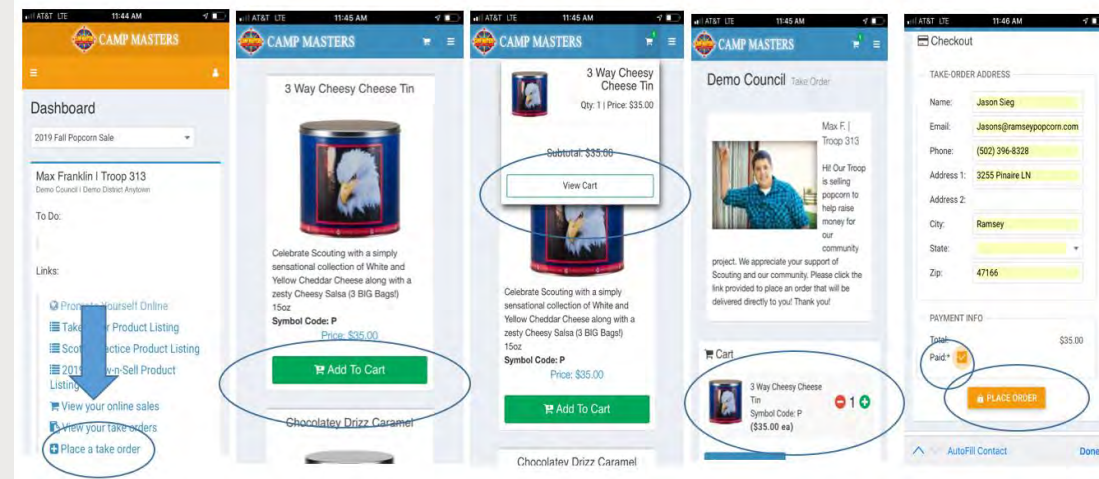 AT&T LTE 11:44 AM
CAMP MASTERS
Dashboard
2019 Fall Popcorn Sale
Max Franklin | Troop 313
Demo Council | Demo District Anytown
To Do:
Links:
Yourself Online
Product Listing
Product Listing
2019 n-Sell Product
Listing
View your online sales
View your take orders
Place a take order
AT&T LTE 11:45 AM
CAMP MASTERS
3 Way Cheesy Cheese Tin
Celebrate Scouting with a simply
sensational collection of White and
Yellow Cheddar Cheese along with a
zesty Cheesy Salsa (3 BIG Bags!)
15oz
Symbol Code: P
Price: $35.00
Add To Cart
Chocolatey Drizz Caramel
AT&T LTE 11:45 AM
CAMP MASTERS
3 Way Cheesy
Cheese Tin
Qty: 1 | Price: $35.00
Subtotal: $35.00
View Cart
Celebrate Scouting with a simply
sensational collection of White and
Yellow Cheddar Cheese along with a
zesty Cheesy Salsa (3 BIG Bags!)
15oz
Symbol Code: P
Price: $35.00
Add To Cart
Chocolatey Drizz Caramel
AT&T LTE 11:45 AM
CAMP MASTERS
Demo Council Take Order
Max F. |
Troop 313
Hi! Our Troop
is selling
popcorn to
help raise
money for
our
community
project. We appreciate your support of
Scouting and our community. Please click the
link provided to place an order that will be
delivered directly to you! Thank you!
Cart
3 Way Cheesy Cheese
Tin
Symbol Code: P
($35.00 ea)
1
AT&T LTE 11:46 AM
Checkout
TAKE-ORDER ADDRESS
Name: Jason Sieg
Email: Jasons@ramseypopcorn.com
Phone: (502) 396-8328
Address 1: 3255 Pinaire LN
Address 2:
City: Ramsey
State:
Zip: 47166
PAYMENT INFO
Total: $35.00
Paid:*
PLACE ORDER
AutoFill Contact Done